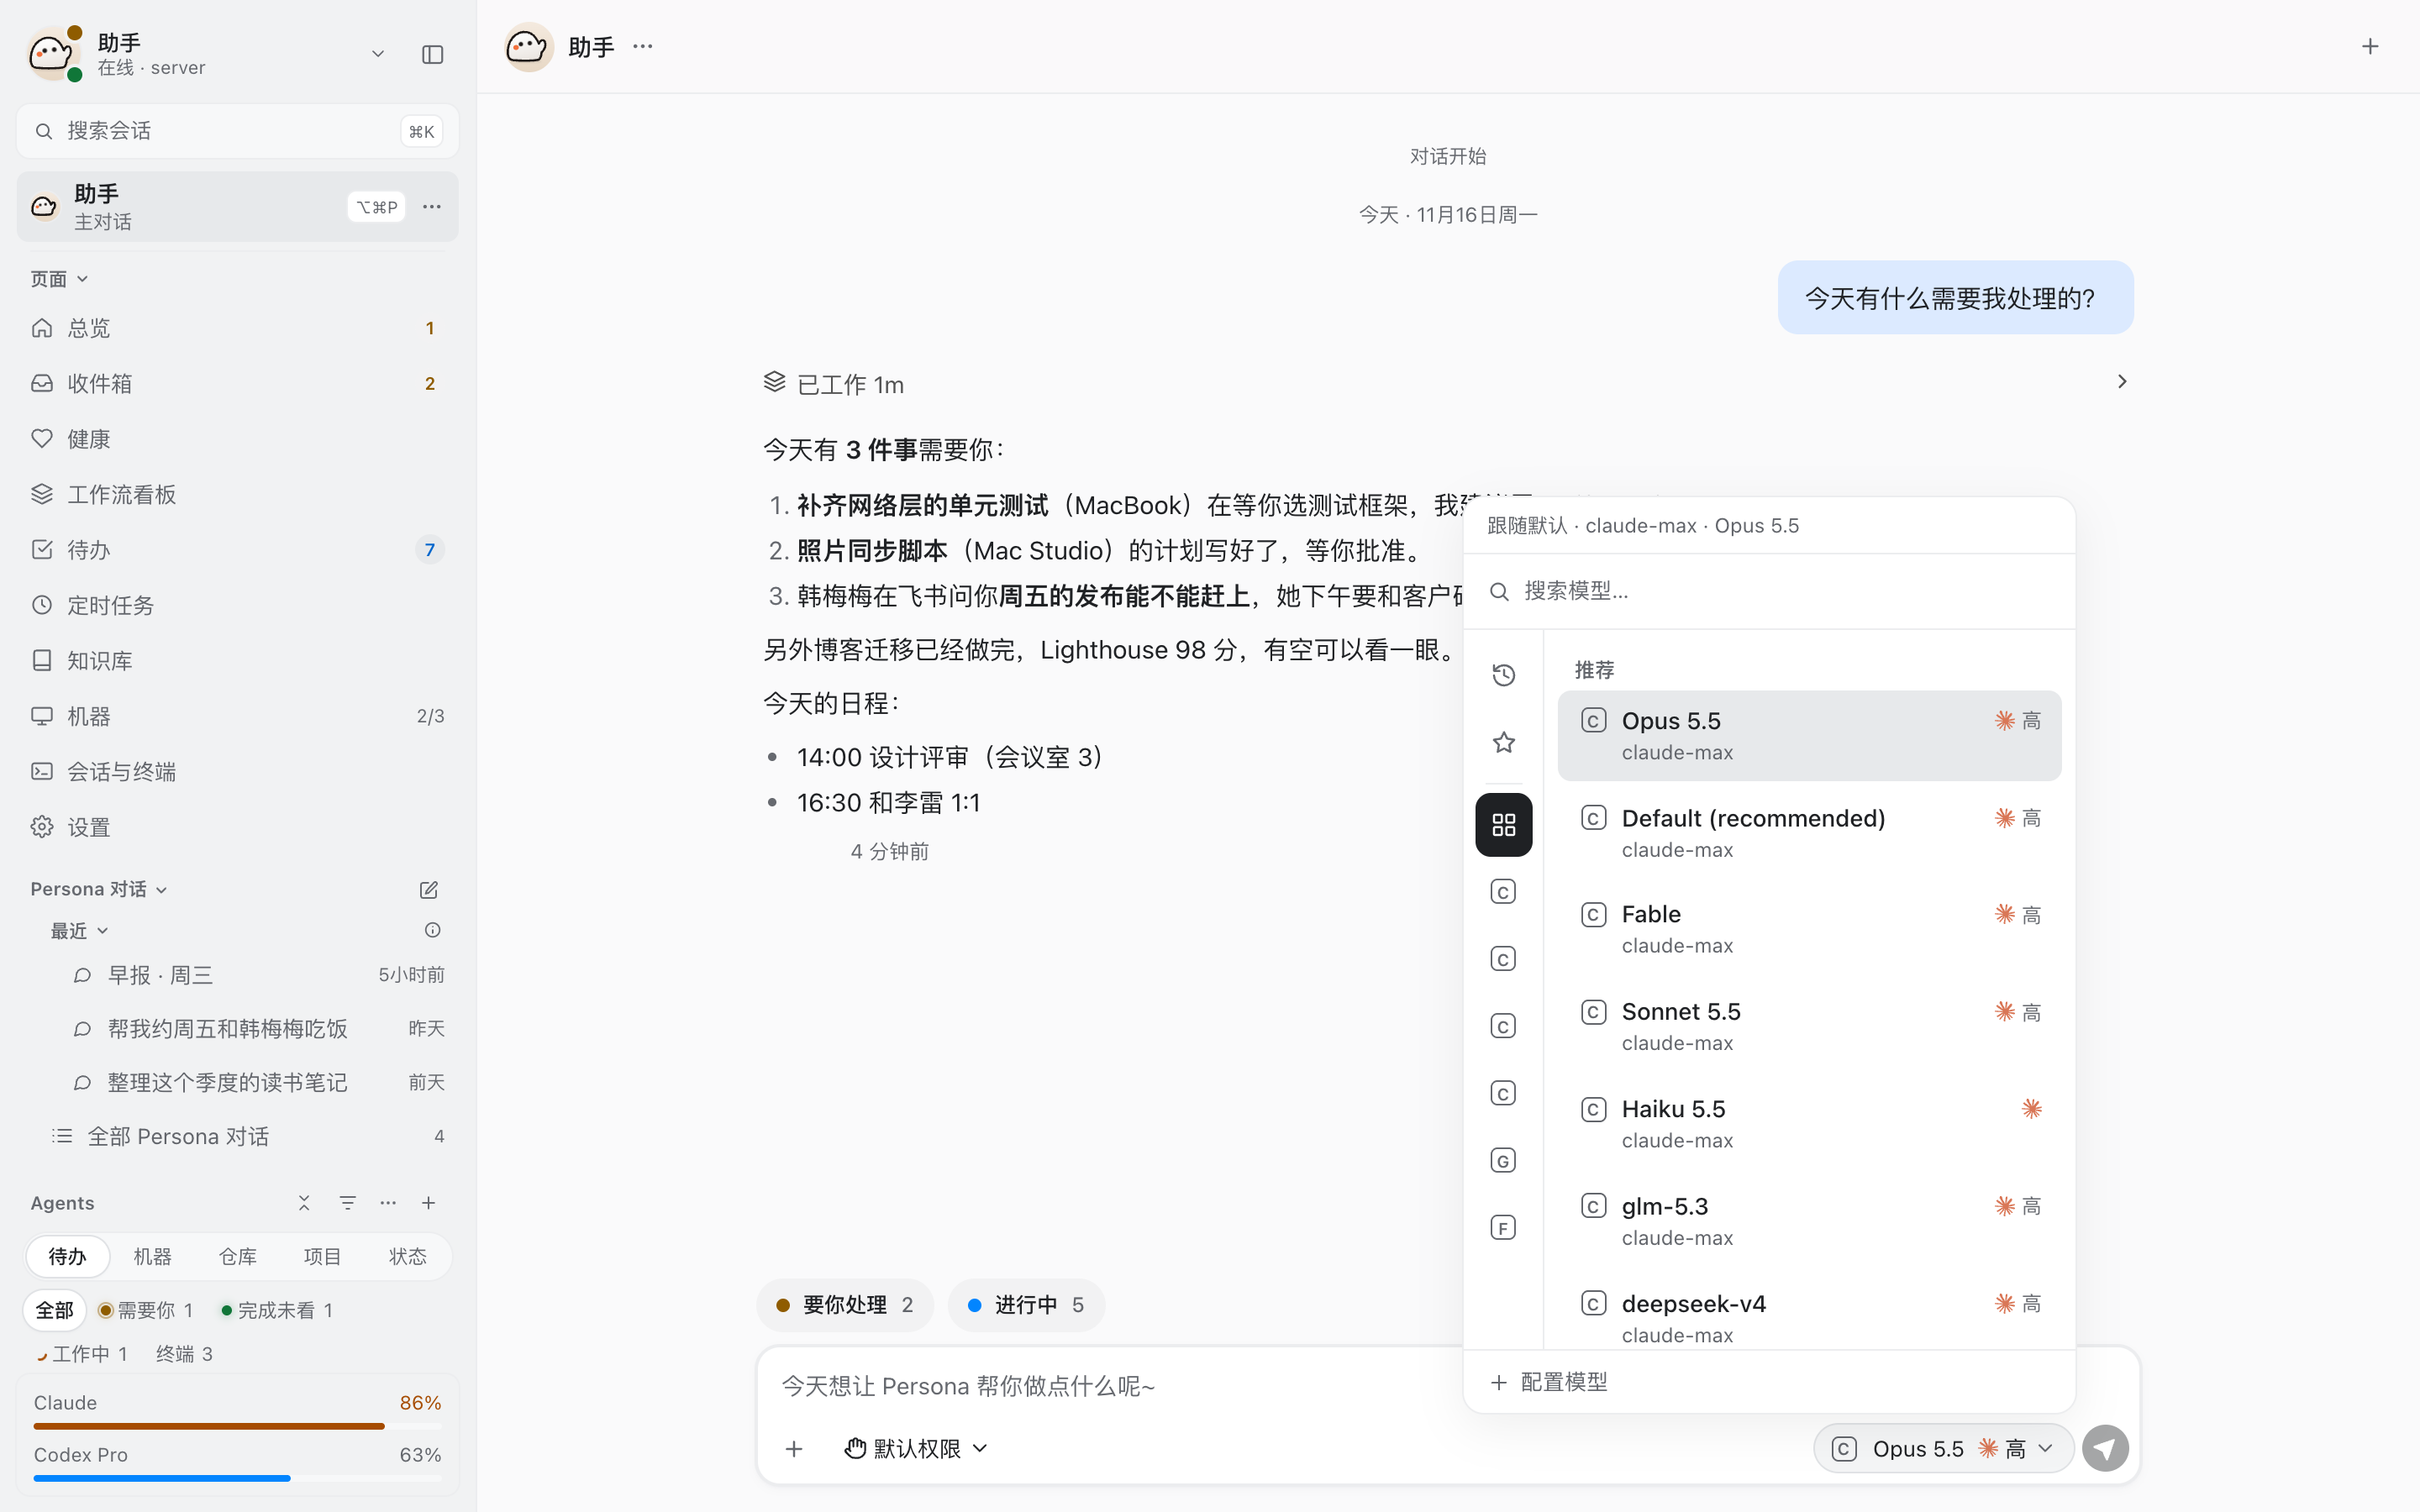 助手
在线 · server
搜索会话
⌘K
助手
主对话
⌥⌘P
页面
总览
1
收件箱
2
健康
工作流看板
待办
7
定时任务
知识库
机器
2/3
会话与终端
设置
Persona 对话
最近
早报 · 周三
5小时前
帮我约周五和韩梅梅吃饭
昨天
整理这个季度的读书笔记
前天
全部 Persona 对话
4
Agents
待办 机器 仓库 项目 状态
全部 需要你 1 完成未看 1
工作中 1 终端 3
Claude
86%
Codex Pro
63%
助手
对话开始
今天 · 11月16日周一
今天有什么需要我处理的?
已工作 1m
今天有 3 件事需要你：
1. 补齐网络层的单元测试（MacBook）在等你选测试框架，我
2. 照片同步脚本（Mac Studio）的计划写好了，等你批准。
3. 韩梅梅在飞书问你周五的发布能不能赶上，她下午要和客户
另外博客迁移已经做完，Lighthouse 98 分，有空可以看一眼。
今天的日程：
14:00 设计评审（会议室 3）
16:30 和李雷 1:1
4 分钟前
要你处理 2
进行中 5
今天想让 Persona 帮你做点什么呢~
默认权限
C Opus 5.5 高
跟随默认 · claude-max · Opus 5.5
搜索模型...
C
C
C
C
G
F
推荐
C Opus 5.5 高
claude-max
C Default (recommended) 高
claude-max
C Fable 高
claude-max
C Sonnet 5.5 高
claude-max
C Haiku 5.5
claude-max
C glm-5.3 高
claude-max
C deepseek-v4 高
claude-max
配置模型